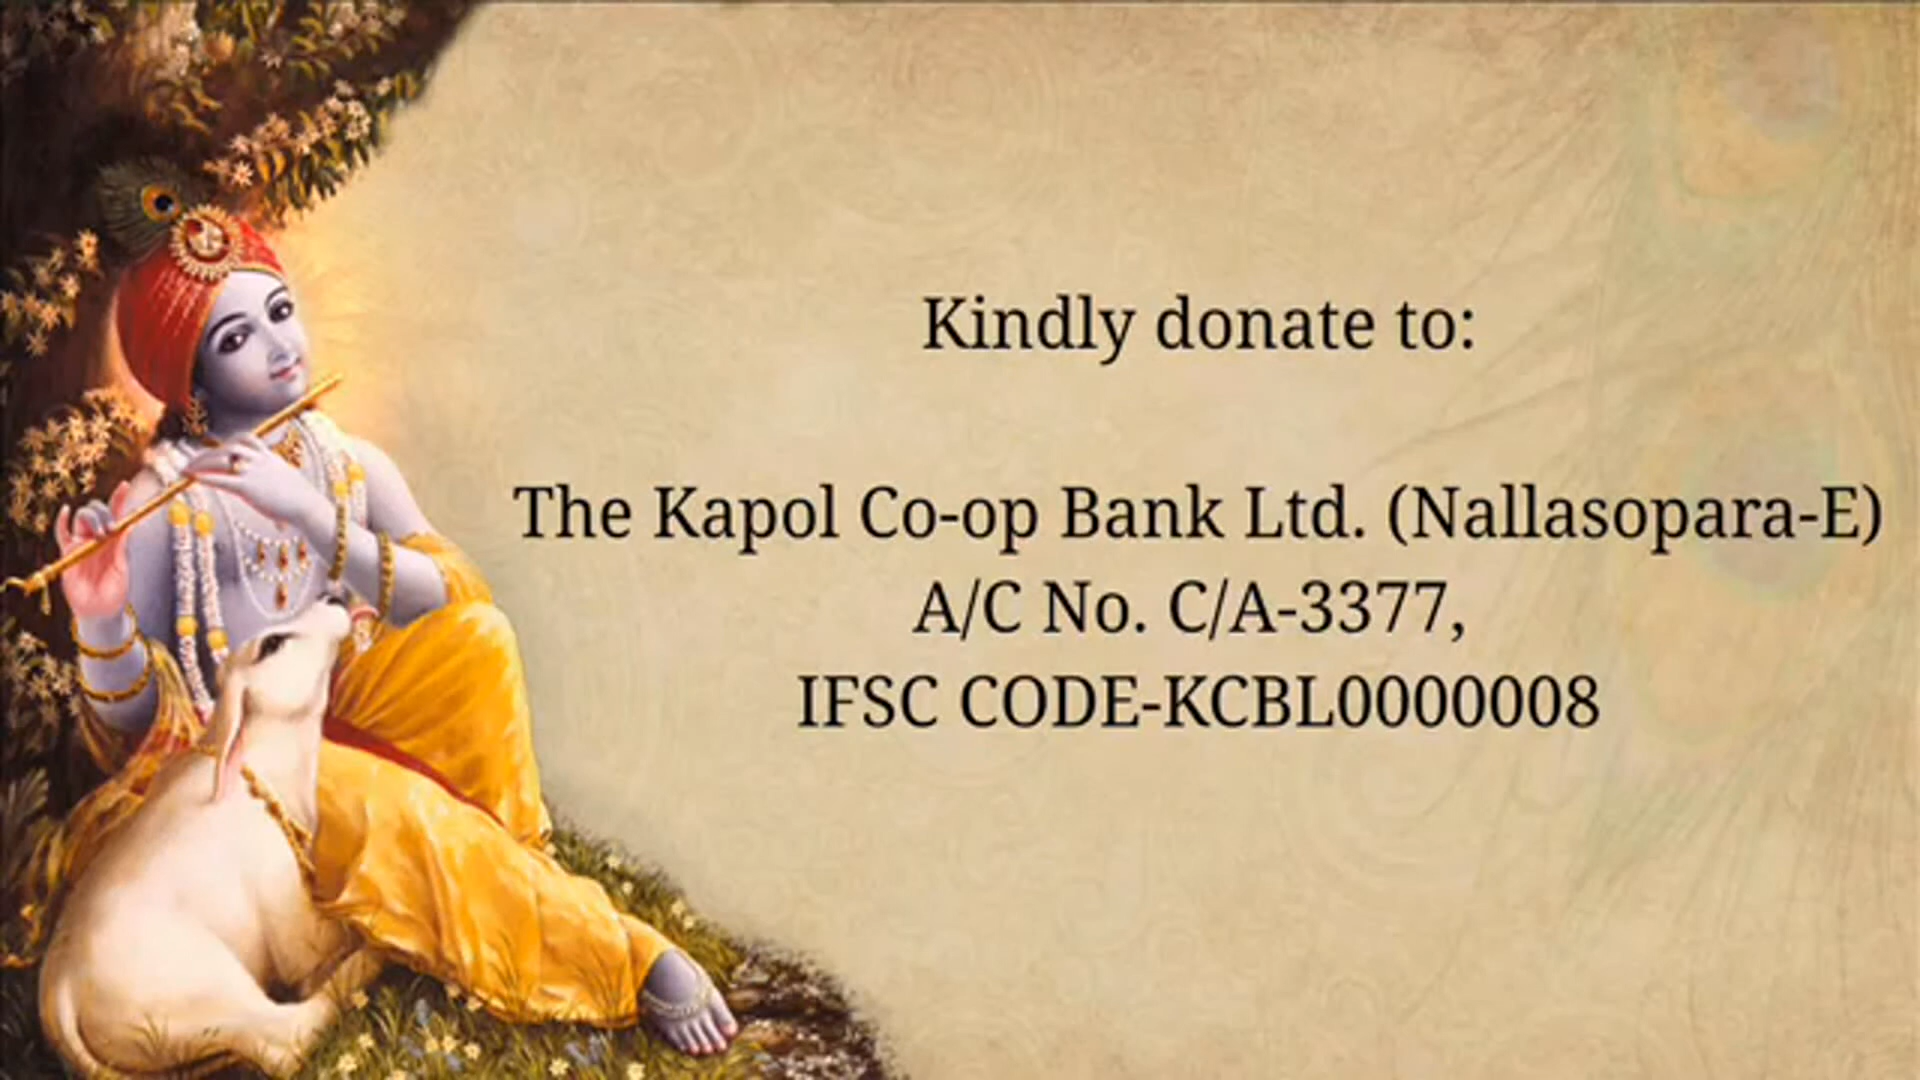 Kindly donate to:
The Kapol Co-op Bank Ltd. (Nallasopara-E)
A/C No. C/A-3377,
IFSC CODE-KCBL0000008